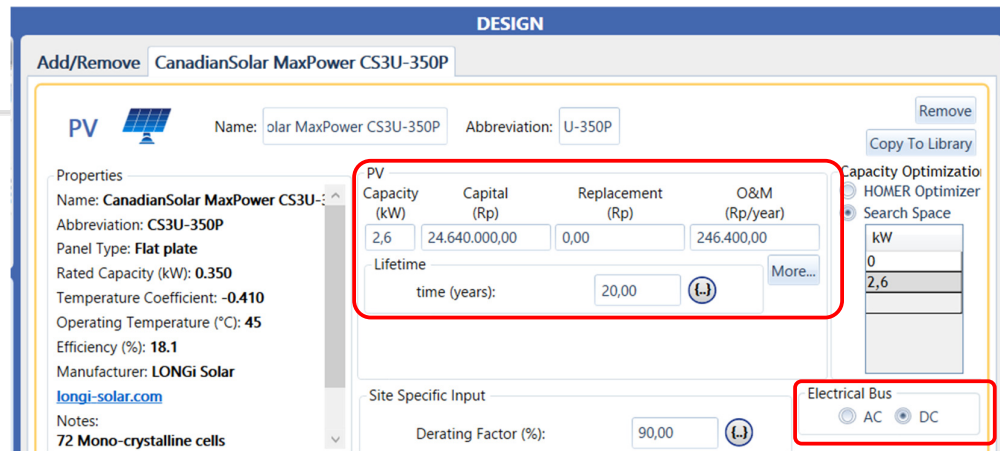 DESIGN
Add/Remove CanadianSolar MaxPower CS3U-350P
PV
Name: olar MaxPower CS3U-350P Abbreviation: U-350P
Remove
Copy To Library
Properties
Name: CanadianSolar MaxPower CS3U-3
Abbreviation: CS3U-350P
Panel Type: Flat plate
Rated Capacity (kW): 0.350
Temperature Coefficient: -0.410
Operating Temperature (°C): 45
Efficiency (%): 18.1
Manufacturer: LONGi Solar
longi-solar.com
Notes:
72 Mono-crystalline cells
PV
Capacity Capital Replacement O&M
(kW) (Rp) (Rp) (Rp/year)
2,6 24.640.000,00 0,00 246.400,00
Lifetime
time (years): 20,00 {..}
More...
Site Specific Input
Derating Factor (%): 90,00 {..}
Capacity Optimizatio
HOMER Optimizer
Search Space
kW
0
2,6
Electrical Bus
AC DC